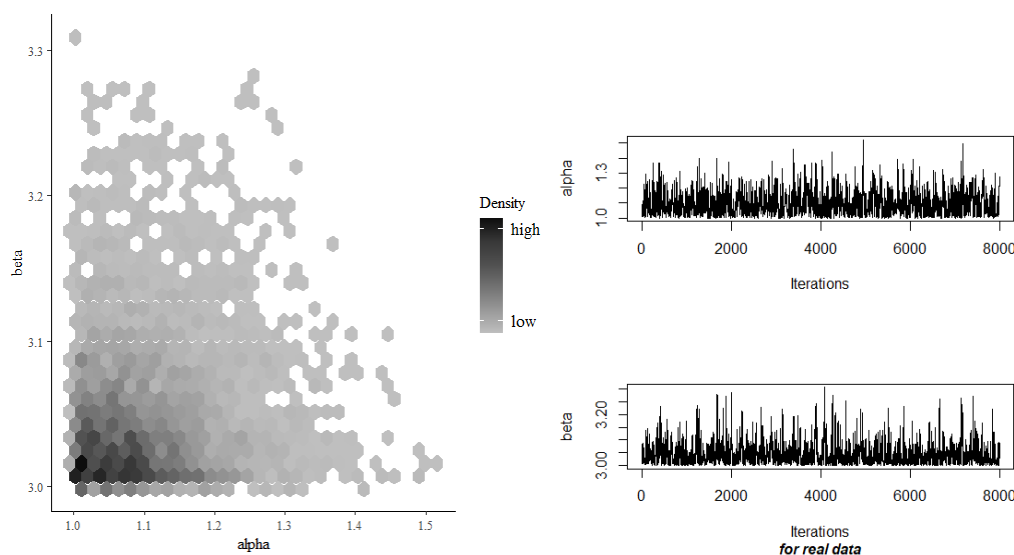 3.3
3.2
3.1
3.0
beta
1.0 1.1 1.2 1.3 1.4 1.5
alpha
Density
high
low
alpha
1.3
1.0
0 2000 4000 6000 8000
Iterations
beta
3.20
3.00
0 2000 4000 6000 8000
Iterations
for real data